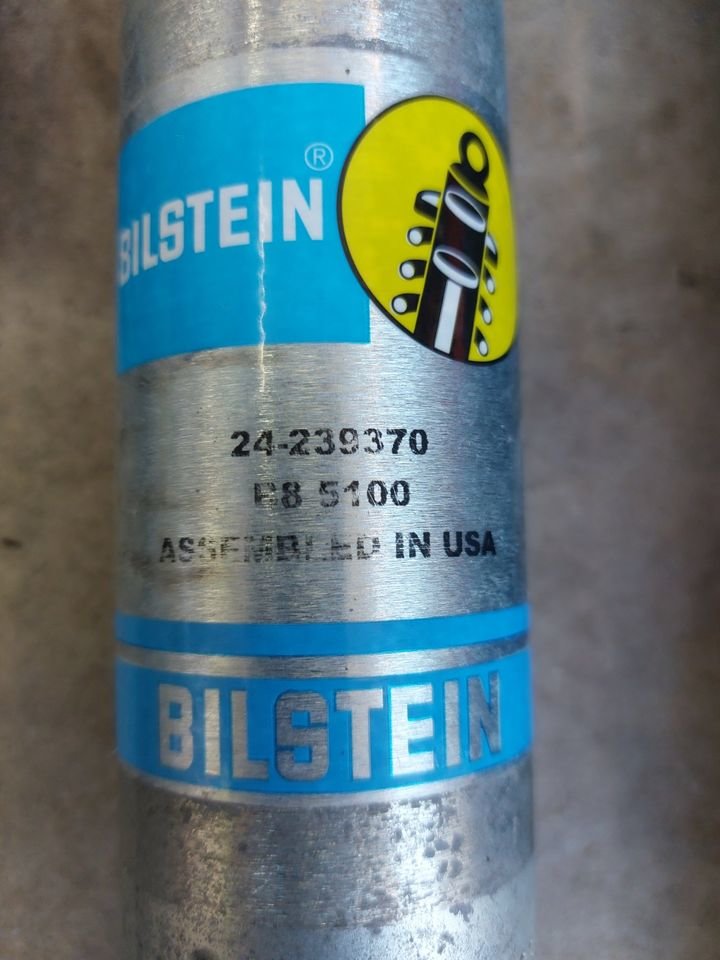 BILSTEIN®
24-239370
B8 5100
ASSEMBLED IN USA
BILSTEIN